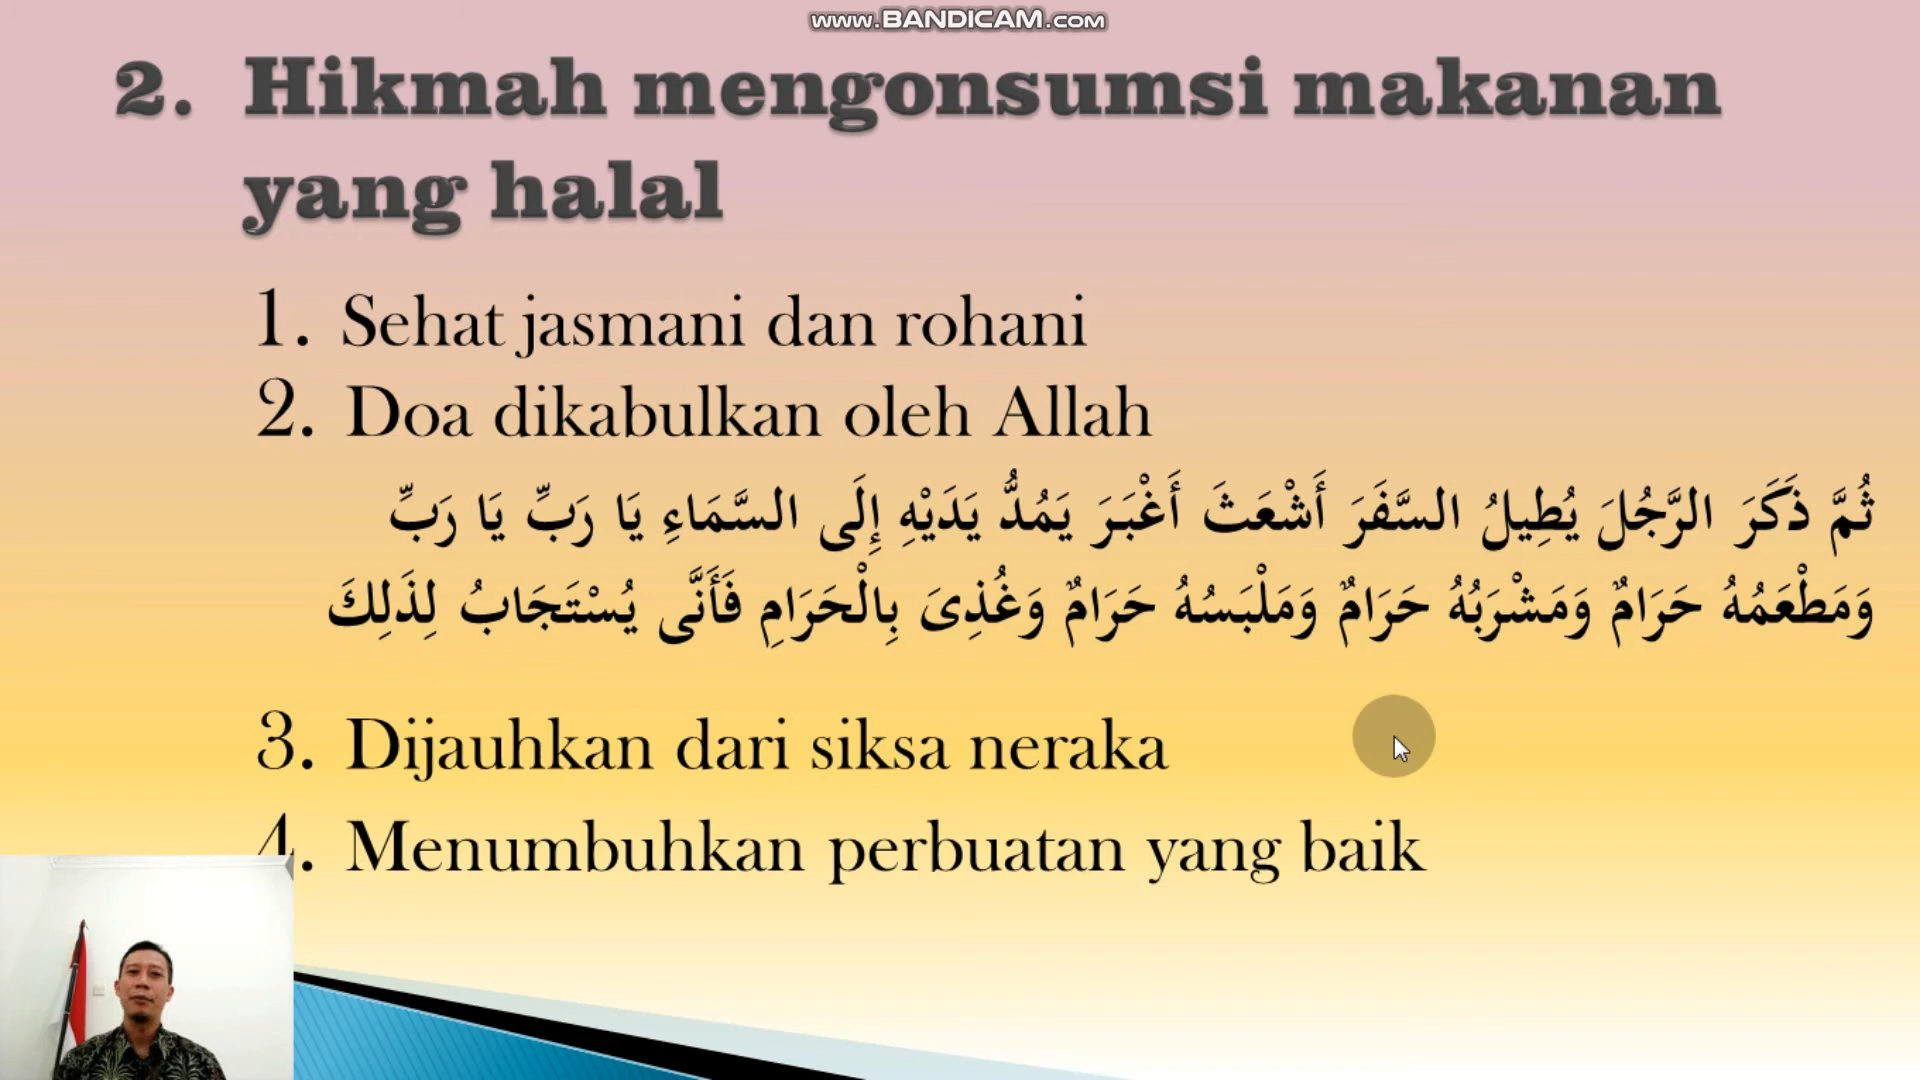 www.BANDICAM.com
2. Hikmah mengonsumsi makanan
yang halal
1. Sehat jasmani dan rohani
2. Doa dikabulkan oleh Allah
ثُمَّ ذَكَرَ الرَّجُلَ يُطِيلُ السَّفَرَ أَشْعَثَ أَغْبَرَ يَمُدُّ يَدَيْهِ إِلَى السَّمَاءِ يَا رَبِّ يَا رَبِّ
وَمَطْعَمُهُ حَرَامٌ وَمَشْرَبُهُ حَرَامٌ وَمَلْبَسُهُ حَرَامٌ وَغُذِىَ بِالْحَرَامِ فَأَنَّى يُسْتَجَابُ لِذَلِكَ
3. Dijauhkan dari siksa neraka
4. Menumbuhkan perbuatan yang baik